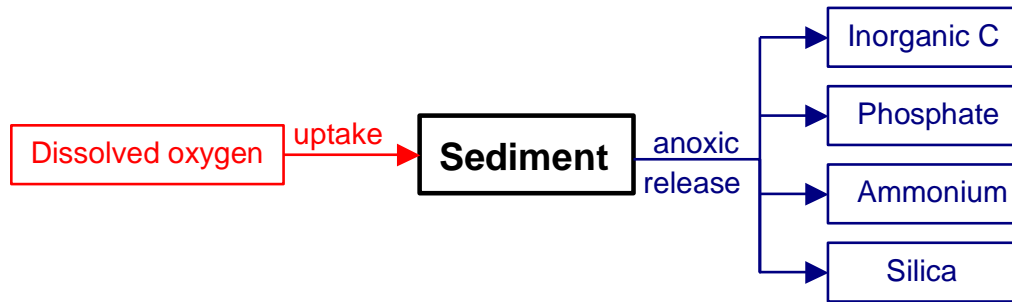 Dissolved oxygen
uptake
Sediment
anoxic
release
Inorganic C
Phosphate
Ammonium
Silica